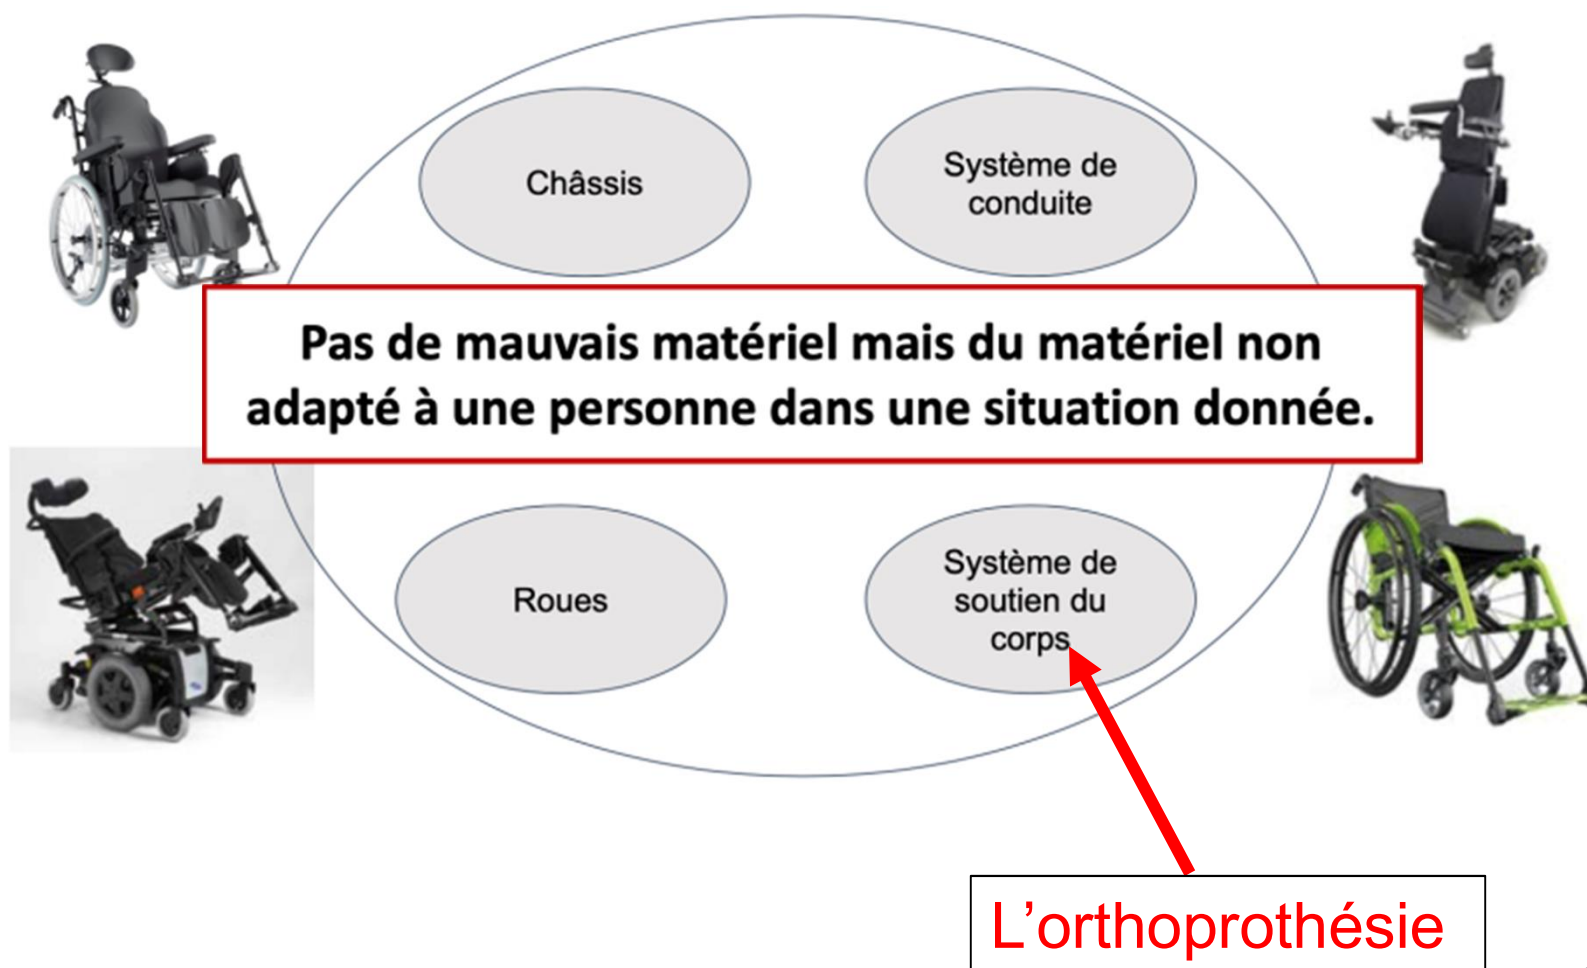 Châssis
Système de
conduite
Pas de mauvais matériel mais du matériel non
adapté à une personne dans une situation donnée.
Roues
Système de
soutien du
corps
L’orthoprothésie